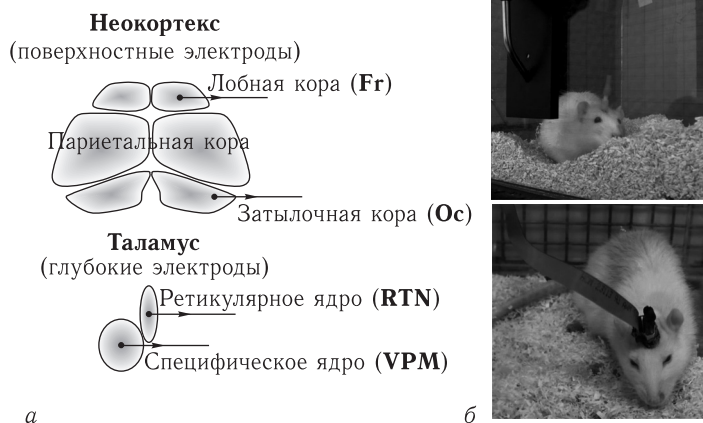 Неокортекс
(поверхностные электроды)
Лобная кора (Fr)
Париетальная кора
Затылочная кора (Oc)
Таламус
(глубокие электроды)
Ретикулярное ядро (RTN)
Специфическое ядро (VPM)
а
б